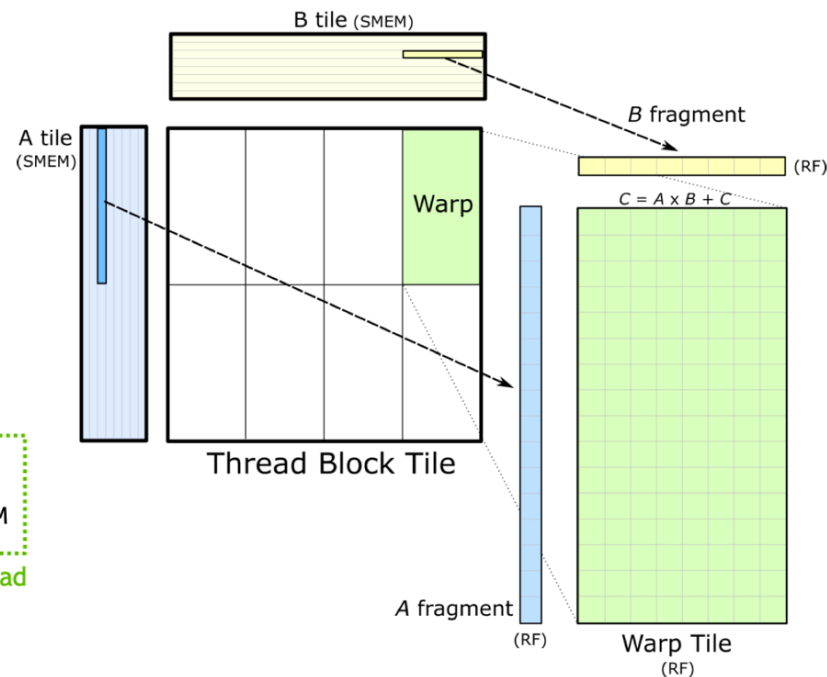 B tile (SMEM)
A tile
(SMEM)
B fragment
(RF)
Warp
C = A x B + C
Thread Block Tile
M
ad
A fragment
(RF)
Warp Tile
(RF)